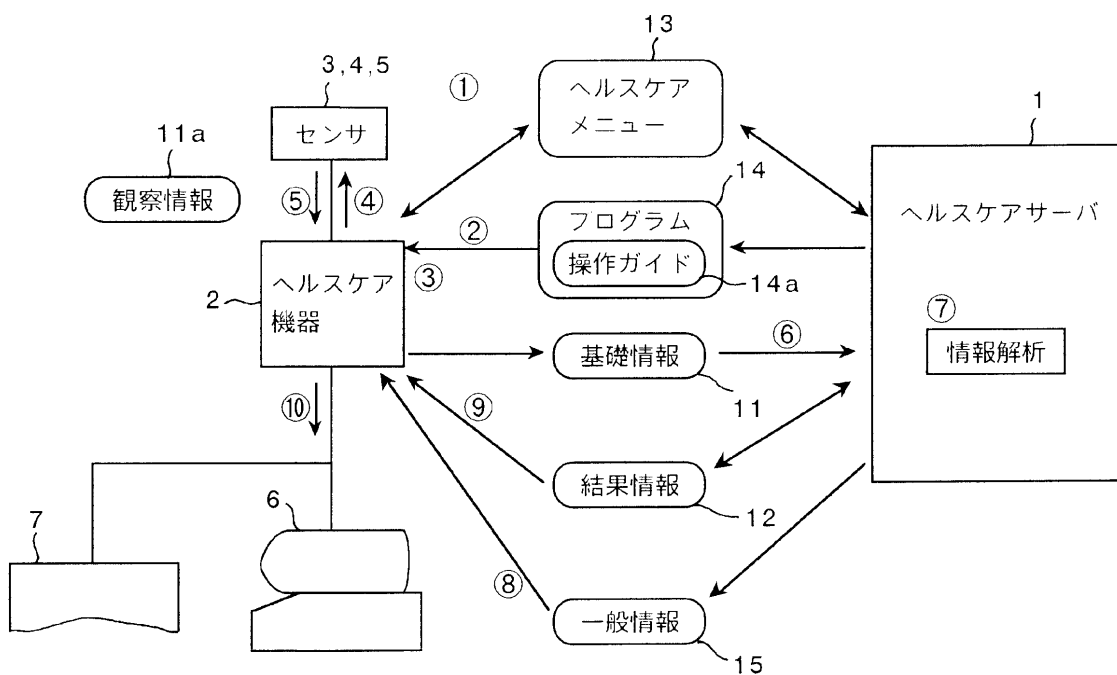 13
3,4,5
①
ヘルスケア
メニュー
センサ
11a
観察情報
⑤
④
1
ヘルスケアサーバ
14
プログラム
操作ガイド
14a
②
③
2
ヘルスケア
機器
⑦
情報解析
基礎情報
⑥
11
⑩
⑨
結果情報
12
7
6
⑧
一般情報
15